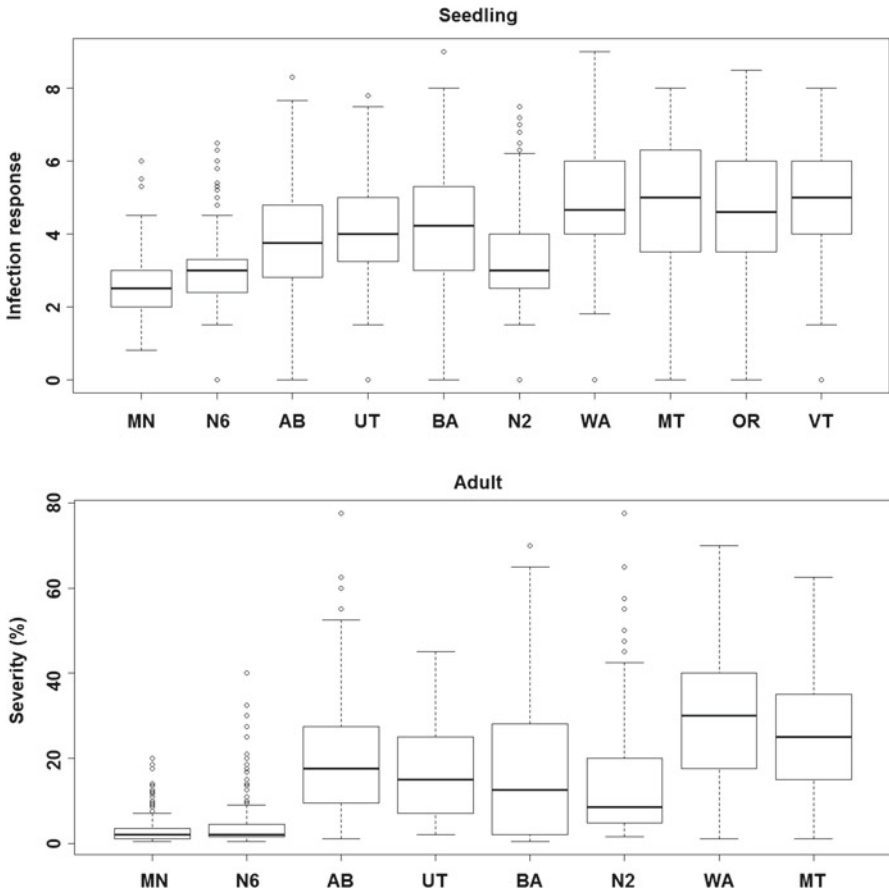 Seedling
Infection response
8
6
4
2
0
MN N6 AB UT BA N2 WA MT OR VT
Adult
Severity (%)
80
60
40
20
0
MN N6 AB UT BA N2 WA MT